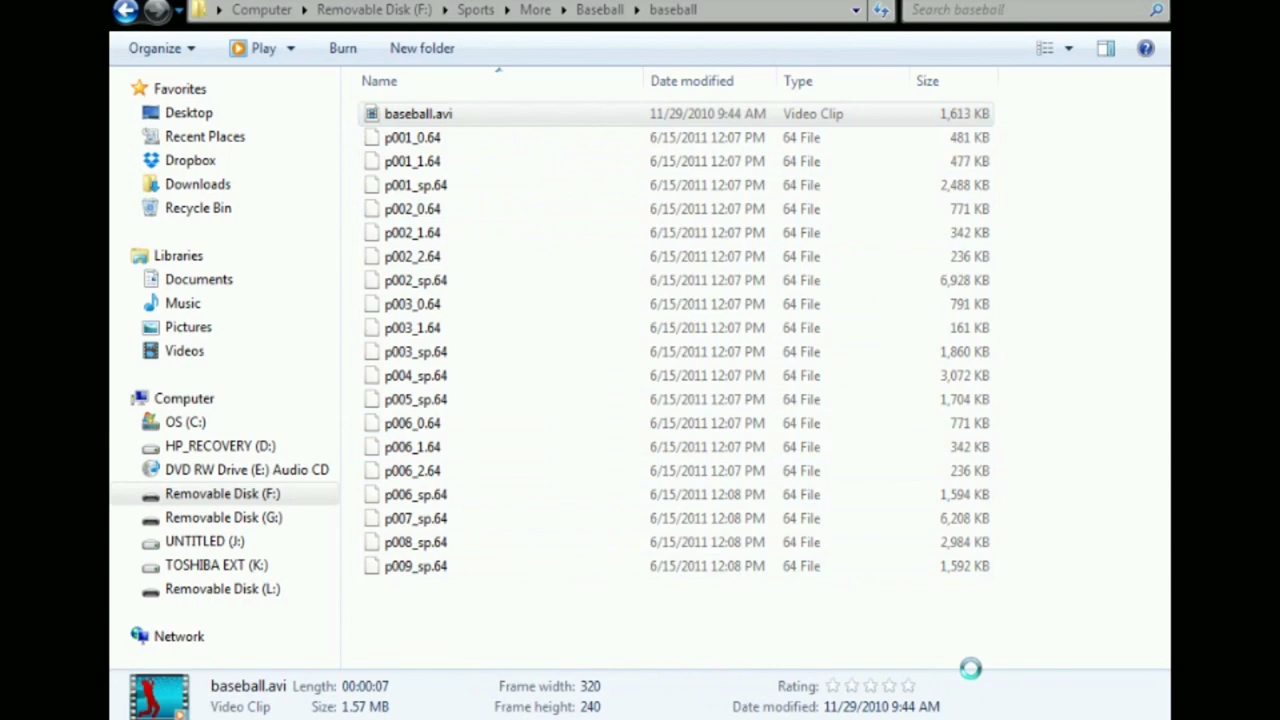 Computer Removable Disk (F:) Sports More Baseball baseball Search baseball
Organize Play Burn New folder
Name Date modified Type Size
Favorites
Desktop
Recent Places
Dropbox
Downloads
Recycle Bin
Libraries
Documents
Music
Pictures
Videos
Computer
OS (C:)
HP_RECOVERY (D:)
DVD RW Drive (E:) Audio CD
Removable Disk (F:)
Removable Disk (G:)
UNTITLED (J:)
TOSHIBA EXT (K:)
Removable Disk (L:)
Network
baseball.avi 11/29/2010 9:44 AM Video Clip 1,613 KB
p001_0.64 6/15/2011 12:07 PM 64 File 481 KB
p001_1.64 6/15/2011 12:07 PM 64 File 477 KB
p001_sp.64 6/15/2011 12:07 PM 64 File 2,488 KB
p002_0.64 6/15/2011 12:07 PM 64 File 771 KB
p002_1.64 6/15/2011 12:07 PM 64 File 342 KB
p002_2.64 6/15/2011 12:07 PM 64 File 236 KB
p002_sp.64 6/15/2011 12:07 PM 64 File 6,928 KB
p003_0.64 6/15/2011 12:07 PM 64 File 791 KB
p003_1.64 6/15/2011 12:07 PM 64 File 161 KB
p003_sp.64 6/15/2011 12:07 PM 64 File 1,860 KB
p004_sp.64 6/15/2011 12:07 PM 64 File 3,072 KB
p005_sp.64 6/15/2011 12:07 PM 64 File 1,704 KB
p006_0.64 6/15/2011 12:07 PM 64 File 771 KB
p006_1.64 6/15/2011 12:07 PM 64 File 342 KB
p006_2.64 6/15/2011 12:07 PM 64 File 236 KB
p006_sp.64 6/15/2011 12:08 PM 64 File 1,594 KB
p007_sp.64 6/15/2011 12:08 PM 64 File 6,208 KB
p008_sp.64 6/15/2011 12:08 PM 64 File 2,984 KB
p009_sp.64 6/15/2011 12:08 PM 64 File 1,592 KB
baseball.avi Length: 00:00:07 Frame width: 320 Rating:
Video Clip Size: 1.57 MB Frame height: 240 Date modified: 11/29/2010 9:44 AM